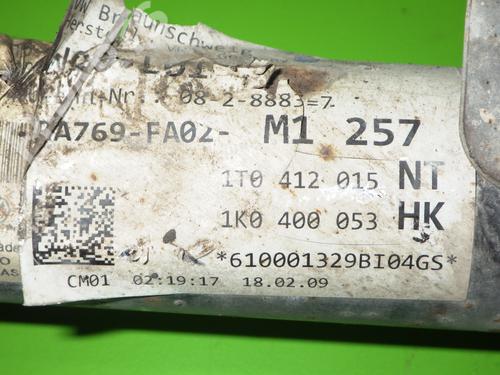 VW Braunschweig
08-2-8883=7
A769-FA02- M1 257
1T0 412 015 NT
1K0 400 053 HK
*610001329BI04GS*
CM01 02:19:17 18.02.09